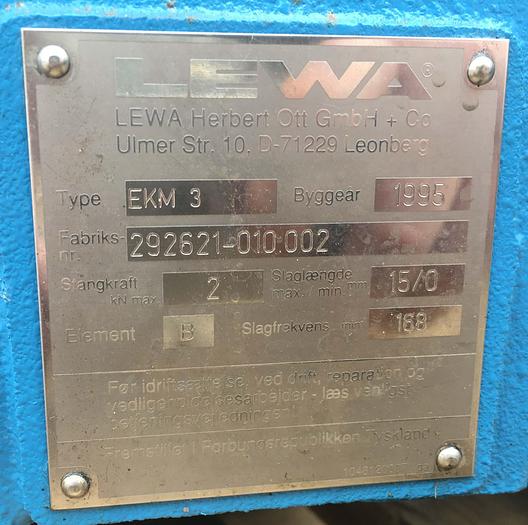 LEWA®
LEWA Herbert Ott GmbH + Co
Ulmer Str. 10, D-71229 Leonberg
Type EKM 3 Byggeår 1995
Fabriks-nr. 292621-010.002
Stangkraft kN max. 2 Slaglængde max. / min. mm 15/0
Element B Slagfrekvens min 168
Før idriftsættelse, ved drift, reparation og
vedligeholdelsesarbejder - læs venligst
betjeningsvejledningen!
Fremstillet i Forbundsrepublikken Tyskland